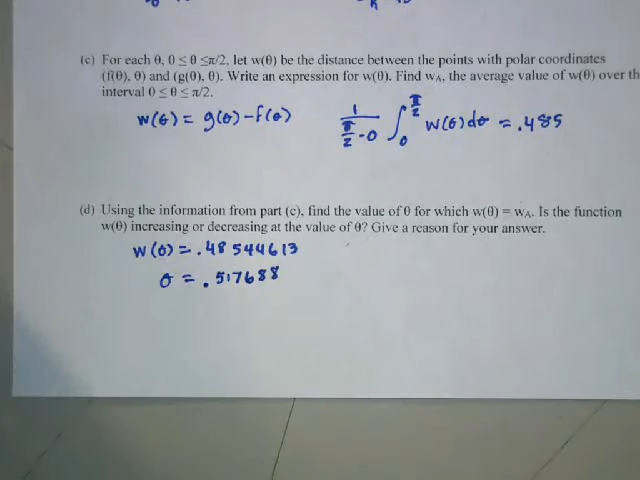 (c) For each θ, 0 ≤ θ ≤π/2, let w(θ) be the distance between the points with polar coordinates
(f(θ), θ) and (g(θ), θ). Write an expression for w(θ). Find wA, the average value of w(θ) over th
interval 0 ≤ θ ≤ π/2.
w(θ) = g(θ)-f(θ) 1/(π/2-0) ∫₀^(π/2) w(θ)dθ = .485
(d) Using the information from part (c), find the value of θ for which w(θ) = wA. Is the function
w(θ) increasing or decreasing at the value of θ? Give a reason for your answer.
w(θ) = .48544613
θ = .517688